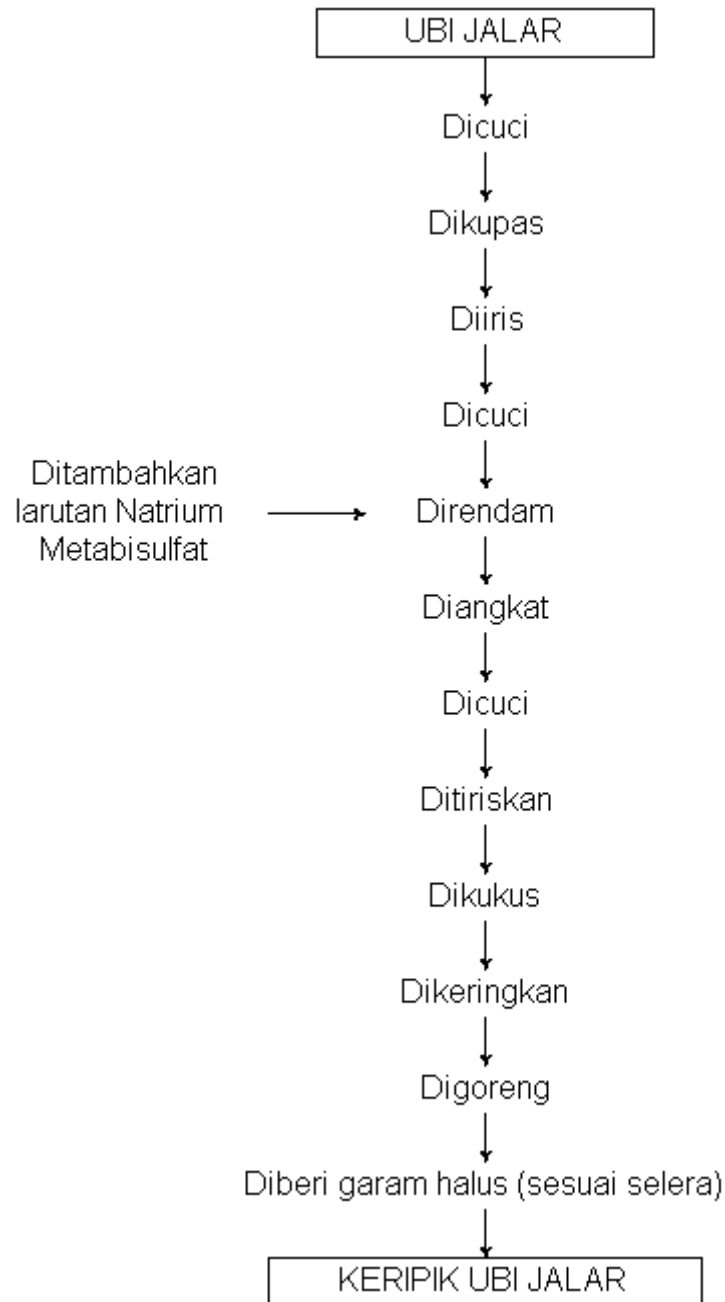 UBI JALAR
Dicuci
Dikupas
Diiris
Dicuci
Ditambahkan
larutan Natrium
Metabisulfat
Direndam
Diangkat
Dicuci
Ditiriskan
Dikukus
Dikeringkan
Digoreng
Diberi garam halus (sesuai selera)
KERIPIK UBI JALAR